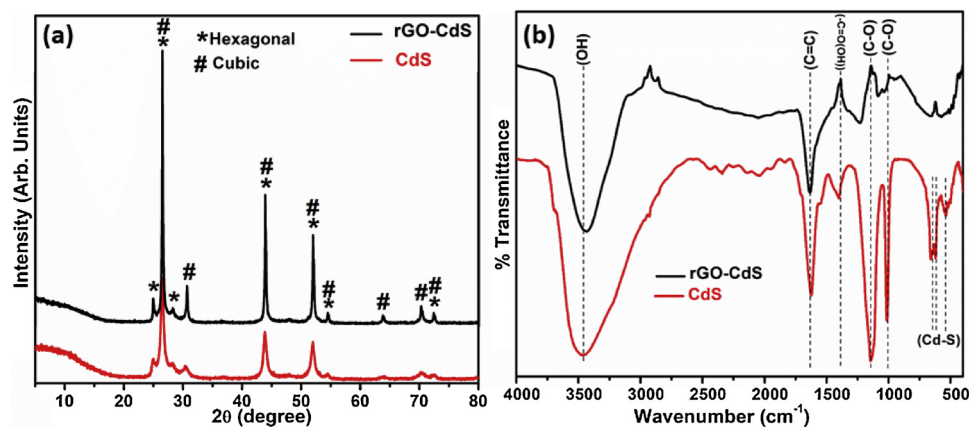 (a)
# *
*Hexagonal
# Cubic
rGO-CdS
CdS
Intensity (Arb. Units)
*
*
#
# *
# *
# *
#
#
# *
10 20 30 40 50 60 70 80
2θ (degree)
(b)
(OH)
(C=C)
(C-O)
(C-O)
% Transmittance
rGO-CdS
CdS
(Cd-S)
4000 3500 3000 2500 2000 1500 1000 500
Wavenumber (cm⁻¹)